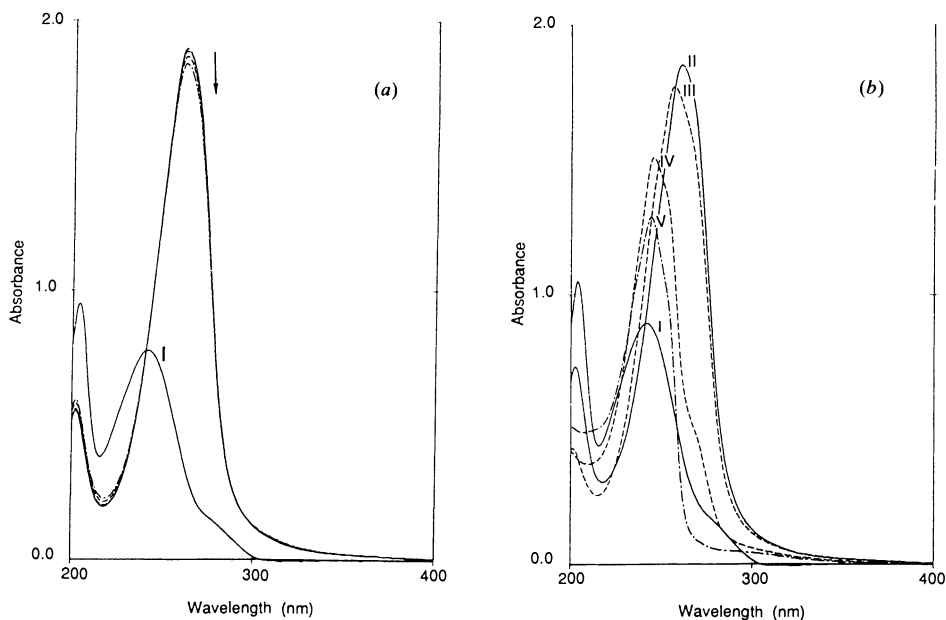 2.0
1.0
0.0
Absorbance
(a)
I
200
300
400
Wavelength (nm)
2.0
1.0
0.0
Absorbance
(b)
II
III
IV
V
I
200
300
400
Wavelength (nm)